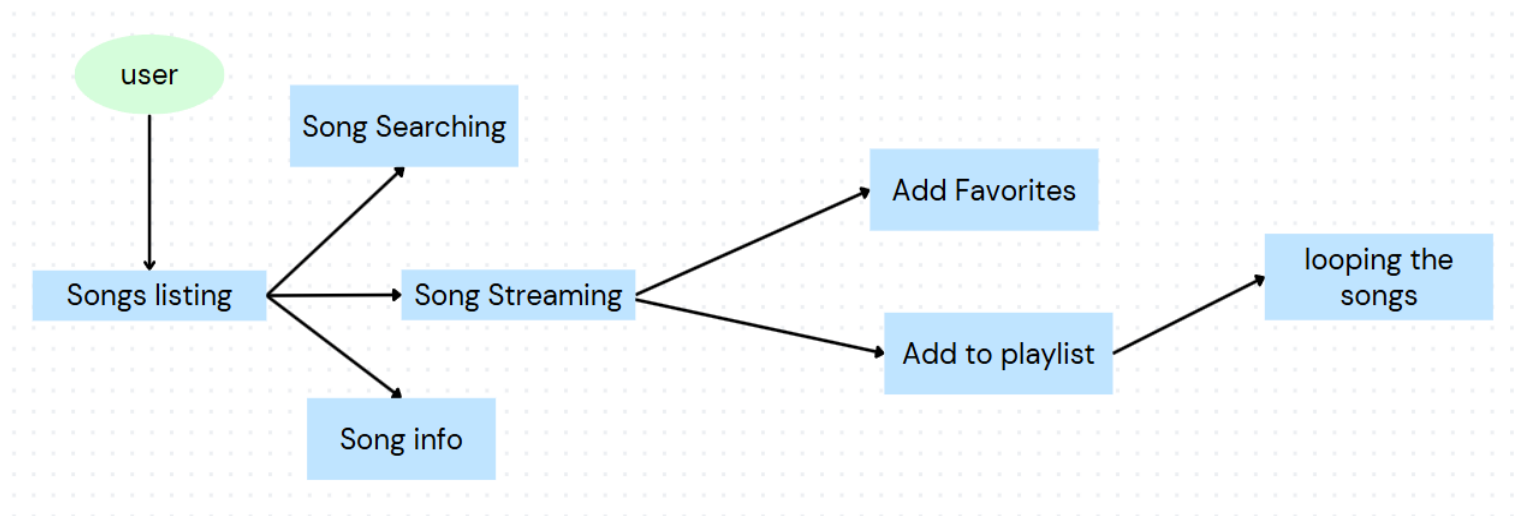 user
Song Searching
Add Favorites
looping the
songs
Songs listing
Song Streaming
Add to playlist
Song info